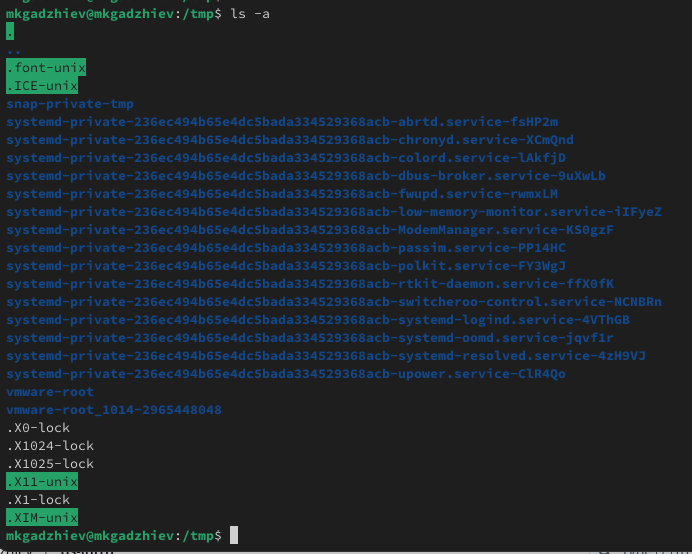 mkgadzhiev@mkgadzhiev:/tmp$ ls -a
.
..
.font-unix
.ICE-unix
snap-private-tmp
systemd-private-236ec494b65e4dc5bada334529368acb-abrtd.service-fsHP2m
systemd-private-236ec494b65e4dc5bada334529368acb-chronyd.service-XCmQnd
systemd-private-236ec494b65e4dc5bada334529368acb-colord.service-lAkfjD
systemd-private-236ec494b65e4dc5bada334529368acb-dbus-broker.service-9uXwLb
systemd-private-236ec494b65e4dc5bada334529368acb-fwupd.service-rwmxLM
systemd-private-236ec494b65e4dc5bada334529368acb-low-memory-monitor.service-iIFyeZ
systemd-private-236ec494b65e4dc5bada334529368acb-ModemManager.service-KS0gzF
systemd-private-236ec494b65e4dc5bada334529368acb-passim.service-PP14HC
systemd-private-236ec494b65e4dc5bada334529368acb-polkit.service-FY3WgJ
systemd-private-236ec494b65e4dc5bada334529368acb-rtkit-daemon.service-ffX0fK
systemd-private-236ec494b65e4dc5bada334529368acb-switcheroo-control.service-NCNBRn
systemd-private-236ec494b65e4dc5bada334529368acb-systemd-logind.service-4VThGB
systemd-private-236ec494b65e4dc5bada334529368acb-systemd-oomd.service-jqvf1r
systemd-private-236ec494b65e4dc5bada334529368acb-systemd-resolved.service-4zH9VJ
systemd-private-236ec494b65e4dc5bada334529368acb-upower.service-ClR4Qo
vmware-root
vmware-root_1014-2965448048
.X0-lock
.X1024-lock
.X1025-lock
.X11-unix
.X1-lock
.XIM-unix
mkgadzhiev@mkgadzhiev:/tmp$